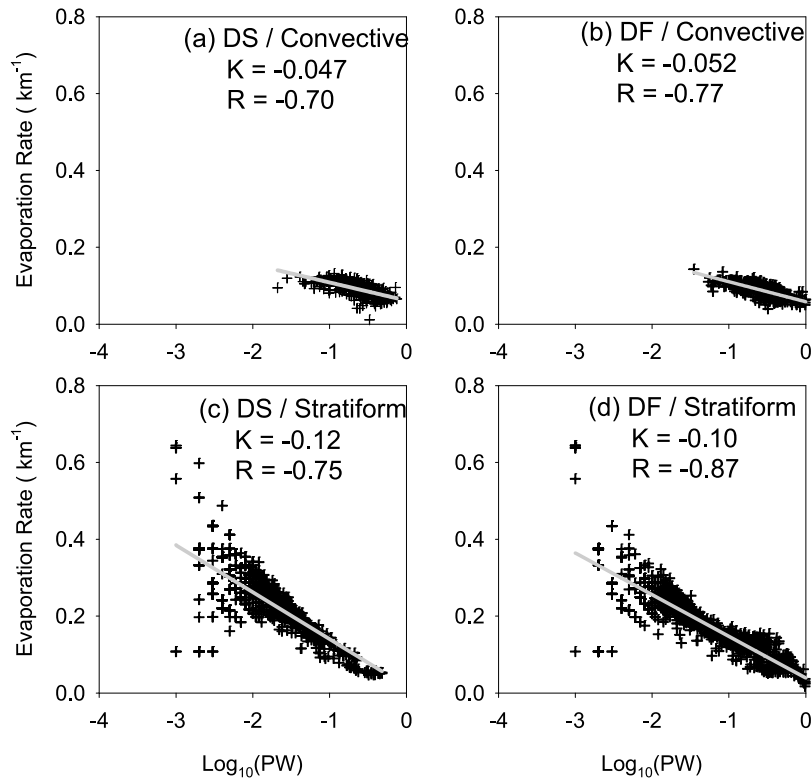 (a) DS / Convective
K = -0.047
R = -0.70
Evaporation Rate ( km-1)
0.8
0.6
0.4
0.2
0.0
-4 -3 -2 -1 0
(b) DF / Convective
K = -0.052
R = -0.77
0.8
0.6
0.4
0.2
0.0
-4 -3 -2 -1 0
(c) DS / Stratiform
K = -0.12
R = -0.75
Evaporation Rate ( km-1)
0.8
0.6
0.4
0.2
0.0
-4 -3 -2 -1 0
Log10(PW)
(d) DF / Stratiform
K = -0.10
R = -0.87
0.8
0.6
0.4
0.2
0.0
-4 -3 -2 -1 0
Log10(PW)